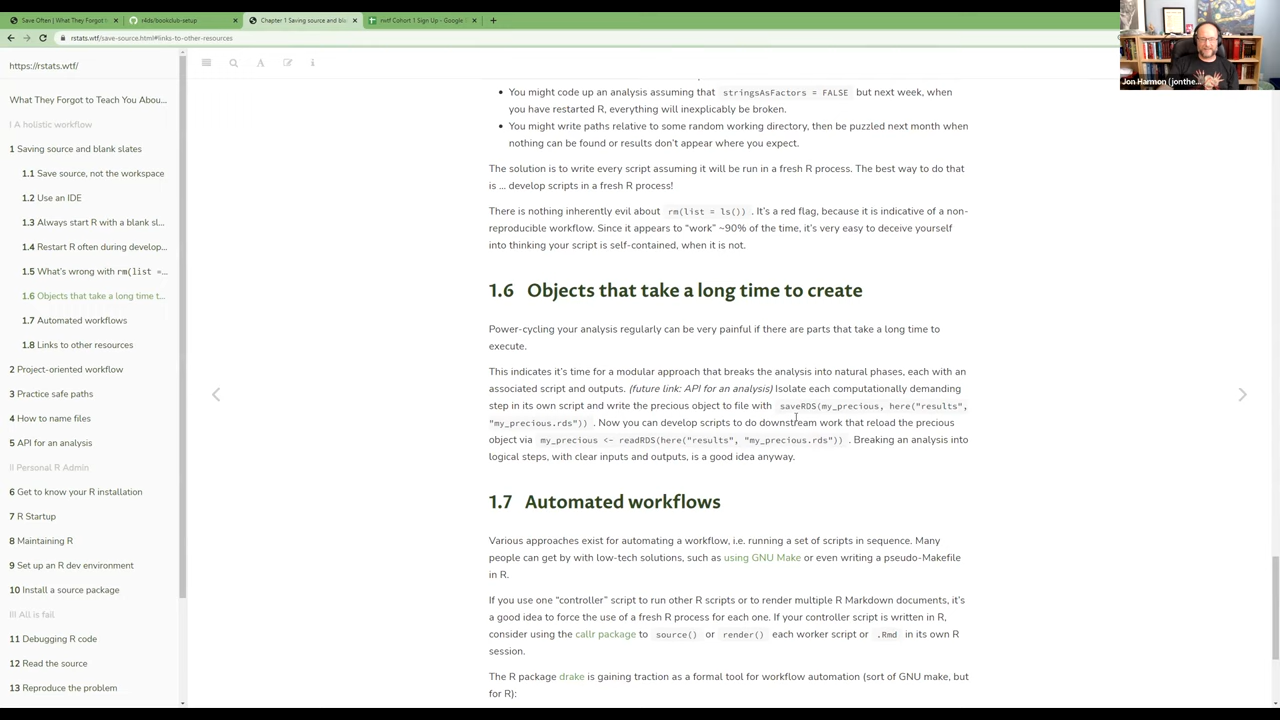 Save Often | What They Forgot t
r4ds/bookclub-setup
Chapter 1 Saving source and bla
rwtf Cohort 1 Sign Up - Google
rstats.wtf/save-source.html#links-to-other-resources
Jon Harmon (jonthe...
https://rstats.wtf/
What They Forgot to Teach You Abou...
I A holistic workflow
1 Saving source and blank slates
1.1 Save source, not the workspace
1.2 Use an IDE
1.3 Always start R with a blank sl...
1.4 Restart R often during develop...
1.5 What's wrong with rm(list =...
1.6 Objects that take a long time t...
1.7 Automated workflows
1.8 Links to other resources
2 Project-oriented workflow
3 Practice safe paths
4 How to name files
5 API for an analysis
II Personal R Admin
6 Get to know your R installation
7 R Startup
8 Maintaining R
9 Set up an R dev environment
10 Install a source package
III All is fail
11 Debugging R code
12 Read the source
13 Reproduce the problem
You might code up an analysis assuming that stringsAsFactors = FALSE but next week, when
you have restarted R, everything will inexplicably be broken.
You might write paths relative to some random working directory, then be puzzled next month when
nothing can be found or results don't appear where you expect.
The solution is to write every script assuming it will be run in a fresh R process. The best way to do that
is ... develop scripts in a fresh R process!
There is nothing inherently evil about rm(list = ls()) . It's a red flag, because it is indicative of a non-
reproducible workflow. Since it appears to "work" ~90% of the time, it's very easy to deceive yourself
into thinking your script is self-contained, when it is not.
1.6 Objects that take a long time to create
Power-cycling your analysis regularly can be very painful if there are parts that take a long time to
execute.
This indicates it's time for a modular approach that breaks the analysis into natural phases, each with an
associated script and outputs. (future link: API for an analysis) Isolate each computationally demanding
step in its own script and write the precious object to file with saveRDS(my_precious, here("results",
"my_precious.rds")) . Now you can develop scripts to do downstream work that reload the precious
object via my_precious <- readRDS(here("results", "my_precious.rds")) . Breaking an analysis into
logical steps, with clear inputs and outputs, is a good idea anyway.
1.7 Automated workflows
Various approaches exist for automating a workflow, i.e. running a set of scripts in sequence. Many
people can get by with low-tech solutions, such as using GNU Make or even writing a pseudo-Makefile
in R.
If you use one "controller" script to run other R scripts or to render multiple R Markdown documents, it's
a good idea to force the use of a fresh R process for each one. If your controller script is written in R,
consider using the callr package to source() or render() each worker script or .Rmd in its own R
session.
The R package drake is gaining traction as a formal tool for workflow automation (sort of GNU make, but
for R):